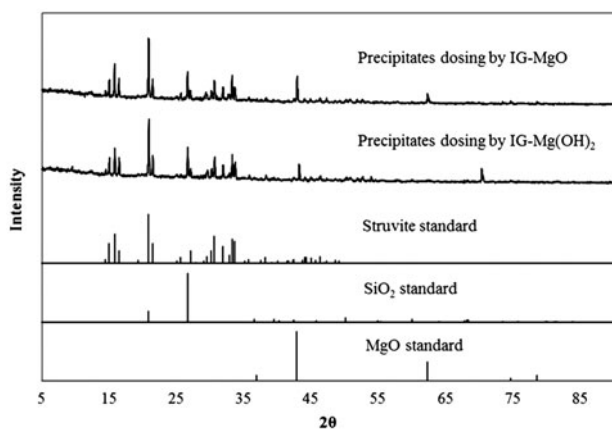 Precipitates dosing by IG-MgO
Precipitates dosing by IG-Mg(OH)₂
Struvite standard
SiO₂ standard
MgO standard
Intensity
5 15 25 35 45 55 65 75 85
2θ